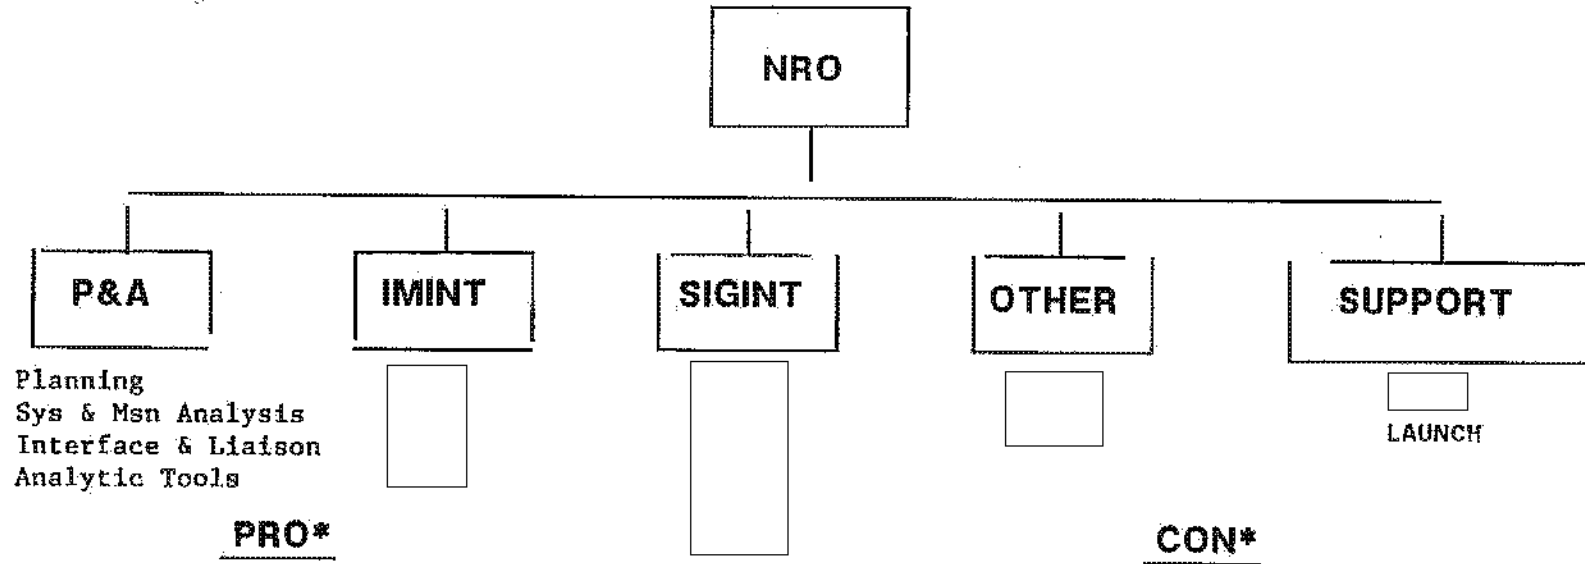 NRO
P&A
IMINT
SIGINT
OTHER
SUPPORT
Planning
Sys & Msn Analysis
Interface & Liaison
Analytic Tools
LAUNCH
PRO*
CON*